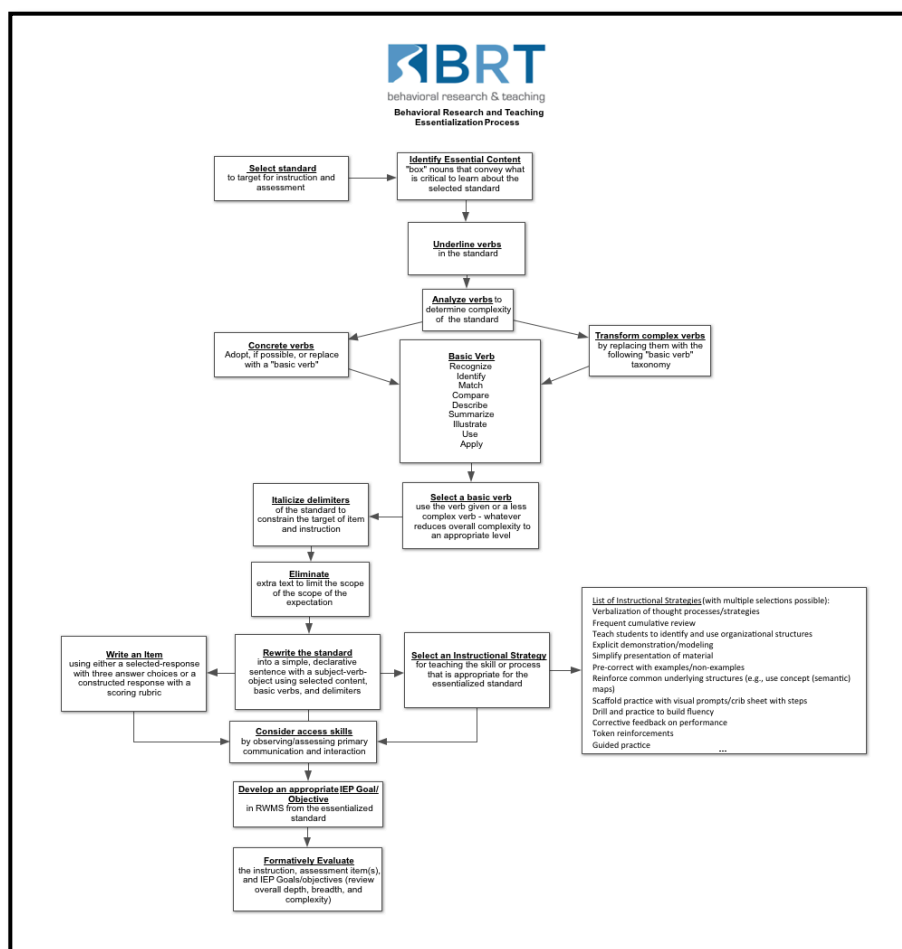 BRT
behavioral research & teaching
Behavioral Research and Teaching
Essentialization Process
Select standard
to target for instruction and
assessment
Identify Essential Content
"box" nouns that convey what
is critical to learn about the
selected standard
Underline verbs
in the standard
Analyze verbs to
determine complexity
of the standard
Concrete verbs
Adopt, if possible, or replace
with a "basic verb"
Transform complex verbs
by replacing them with the
following "basic verb"
taxonomy
Basic Verb
Recognize
Identify
Match
Compare
Describe
Summarize
Illustrate
Use
Apply
Select a basic verb
use the verb given or a less
complex verb - whatever
reduces overall complexity to
an appropriate level
Italicize delimiters
of the standard to
constrain the target of item
and instruction
Eliminate
extra text to limit the scope
of the scope of the
expectation
Write an Item
using either a selected-response
with three answer choices or a
constructed response with a
scoring rubric
Rewrite the standard
into a simple, declarative
sentence with a subject-verb-
object using selected content,
basic verbs, and delimiters
Select an Instructional Strategy
for teaching the skill or process
that is appropriate for the
essentialized standard
List of Instructional Strategies (with multiple selections possible):
Verbalization of thought processes/strategies
Frequent cumulative review
Teach students to identify and use organizational structures
Explicit demonstration/modeling
Simplify presentation of material
Pre-correct with examples/non-examples
Reinforce common underlying structures (e.g., use concept (semantic)
maps)
Scaffold practice with visual prompts/crib sheet with steps
Drill and practice to build fluency
Corrective feedback on performance
Token reinforcements
Guided practice
...
Consider access skills
by observing/assessing primary
communication and interaction
Develop an appropriate IEP Goal/
Objective
in RWMS from the essentialized
standard
Formatively Evaluate
the instruction, assessment item(s),
and IEP Goals/objectives (review
overall depth, breadth, and
complexity)